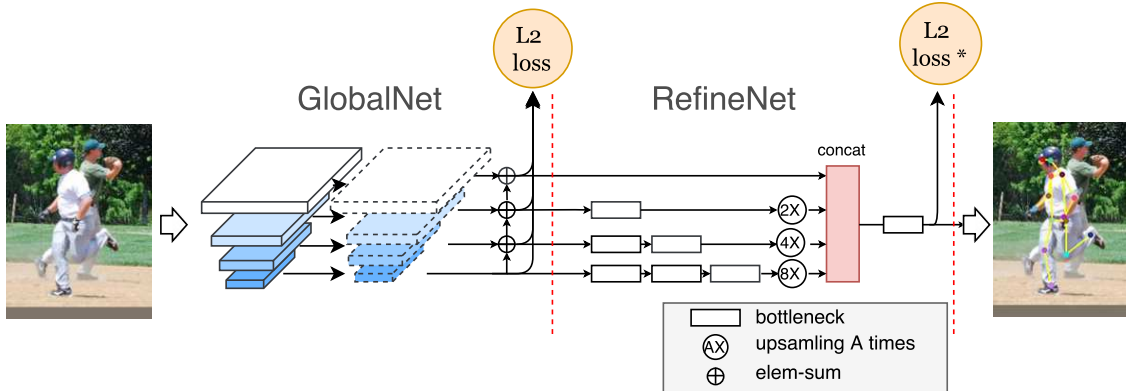 L2
loss
L2
loss *
GlobalNet
RefineNet
concat
2X
4X
8X
bottleneck
AX
upsamling A times
elem-sum